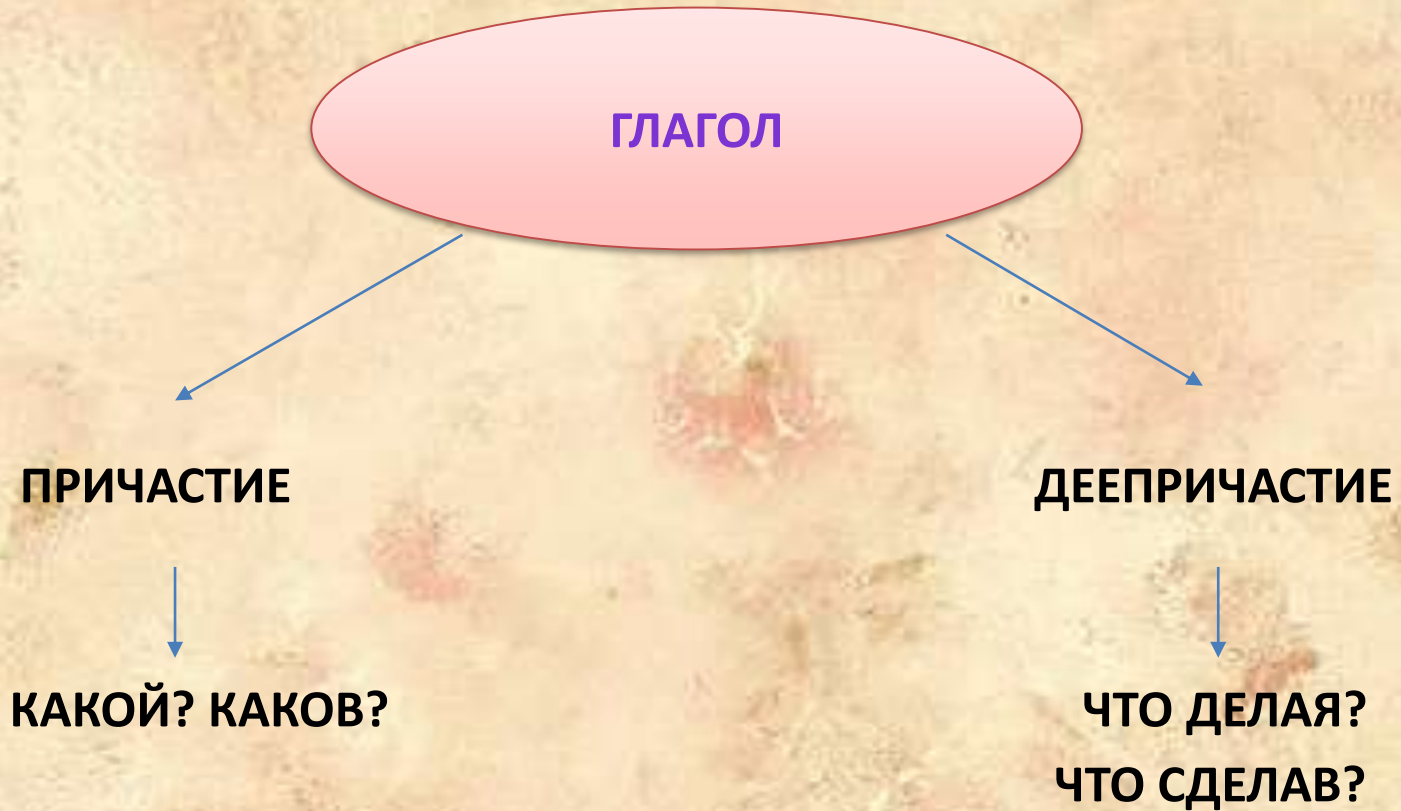 ГЛАГОЛ
ПРИЧАСТИЕ
ДЕЕПРИЧАСТИЕ
КАКОЙ? КАКОВ?
ЧТО ДЕЛАЯ?
ЧТО СДЕЛАВ?